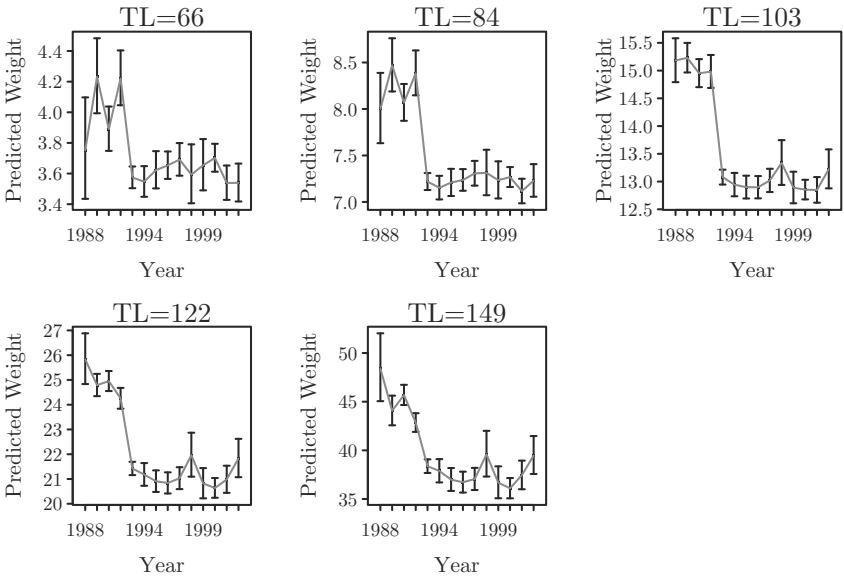 TL=66
Predicted Weight
4.4
4.2
4.0
3.8
3.6
3.4
1988 1994 1999
Year
TL=84
Predicted Weight
8.5
8.0
7.5
7.0
1988 1994 1999
Year
TL=103
Predicted Weight
15.5
15.0
14.5
14.0
13.5
13.0
12.5
1988 1994 1999
Year
TL=122
Predicted Weight
27
26
25
24
23
22
21
20
1988 1994 1999
Year
TL=149
Predicted Weight
50
45
40
35
1988 1994 1999
Year